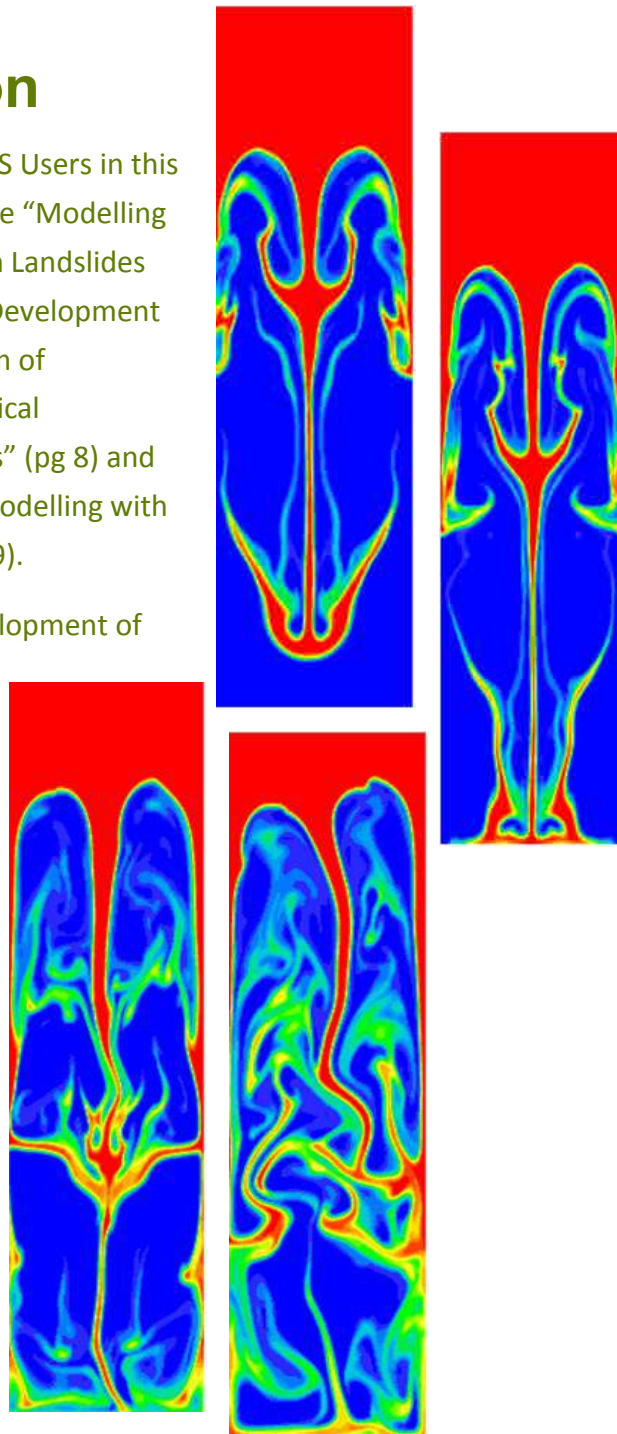 on
S Users in this
e “Modelling
n Landslides
Development
n of
ical
s” (pg 8) and
odelling with
9).
lopment of